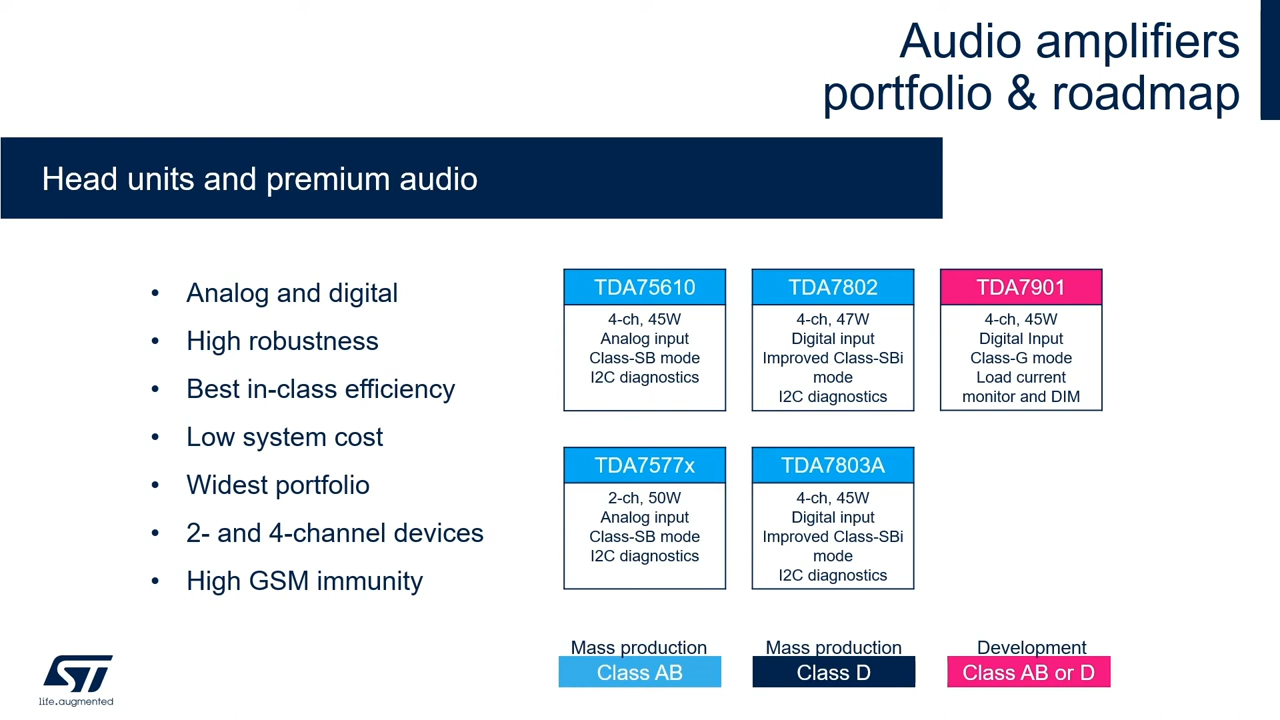 Audio amplifiers
portfolio & roadmap
Head units and premium audio
• Analog and digital
• High robustness
• Best in-class efficiency
• Low system cost
• Widest portfolio
• 2- and 4-channel devices
• High GSM immunity
TDA75610
4-ch, 45W
Analog input
Class-SB mode
I2C diagnostics
TDA7802
4-ch, 47W
Digital input
Improved Class-SBi
mode
I2C diagnostics
TDA7901
4-ch, 45W
Digital Input
Class-G mode
Load current
monitor and DIM
TDA7577x
2-ch, 50W
Analog input
Class-SB mode
I2C diagnostics
TDA7803A
4-ch, 45W
Digital input
Improved Class-SBi
mode
I2C diagnostics
Mass production
Class AB
Mass production
Class D
Development
Class AB or D
ST
life.augmented